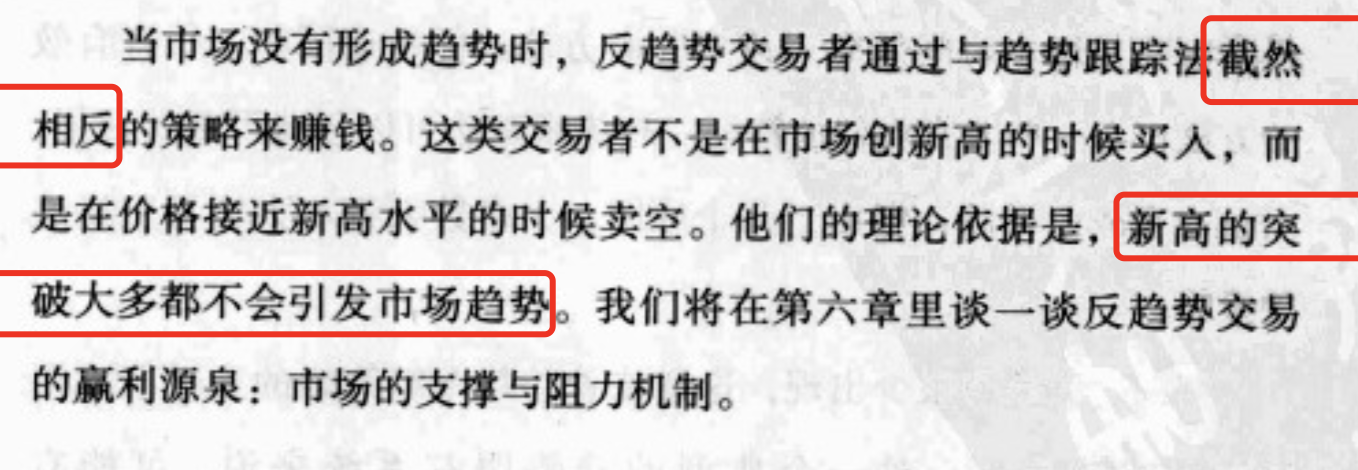 当市场没有形成趋势时，反趋势交易者通过与趋势跟踪法截然
相反的策略来赚钱。这类交易者不是在市场创新高的时候买入，而
是在价格接近新高水平的时候卖空。他们的理论依据是，新高的突
破大多都不会引发市场趋势。我们将在第六章里谈一谈反趋势交易
的赢利源泉：市场的支撑与阻力机制。